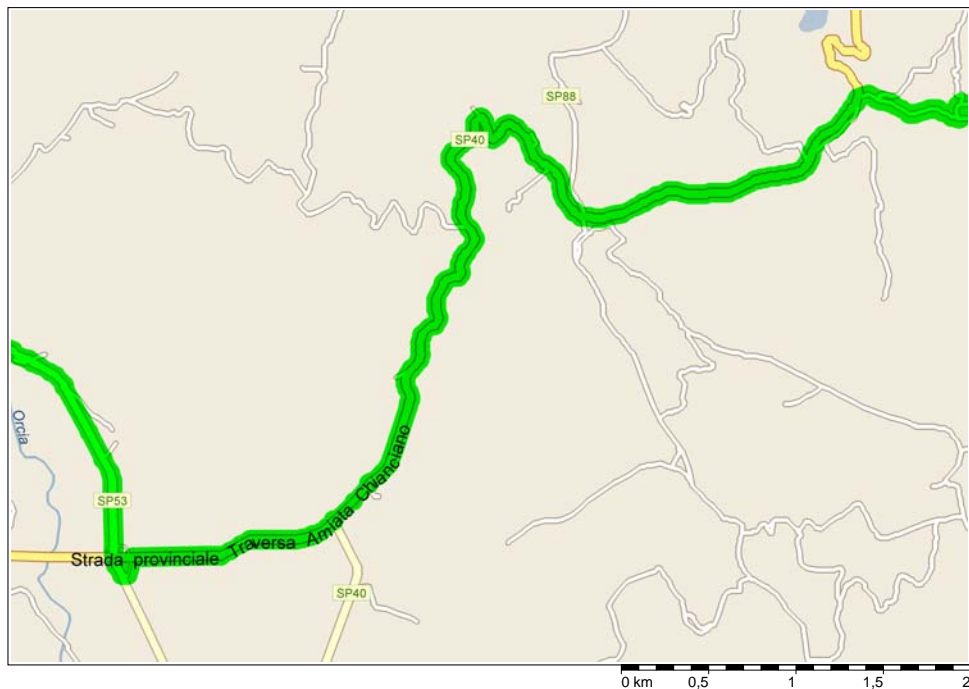 SP88
SP40
Orcia
SP53
Strada provinciale Traversa Amiata Chianciano
SP40
0 km 0,5 1 1,5 2